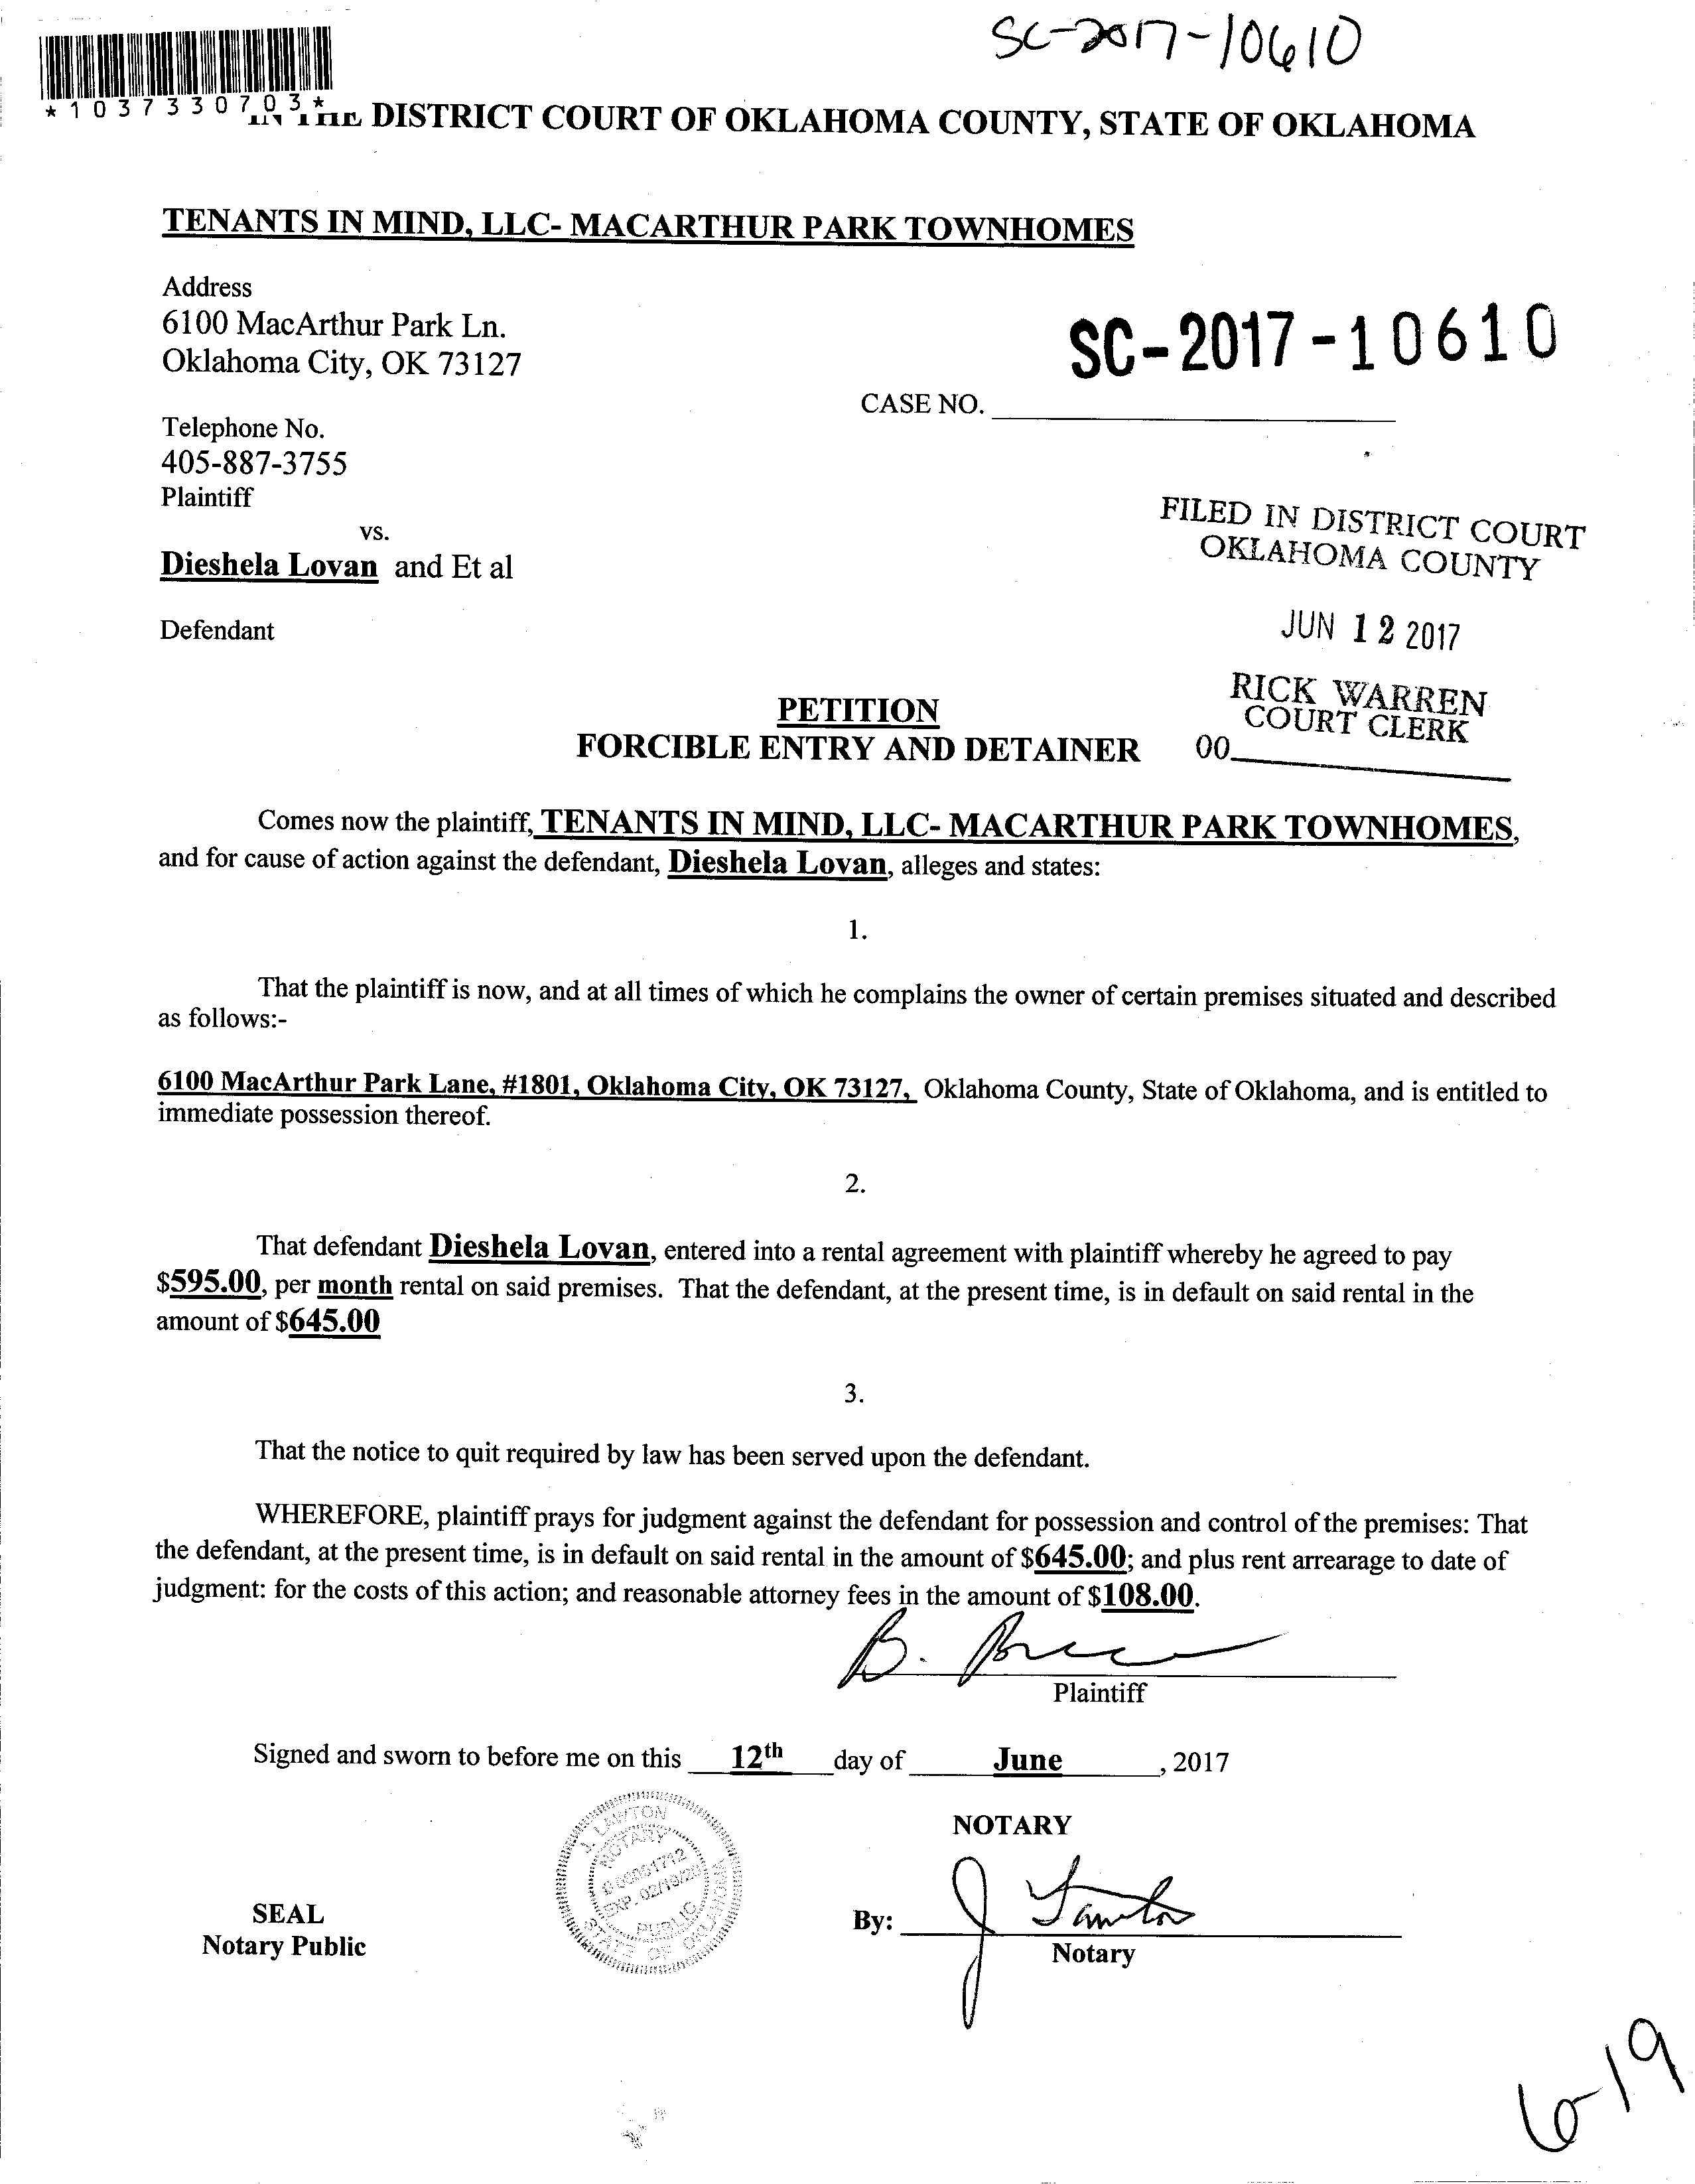 SC-2017-10610
*1037330703*
IN THE DISTRICT COURT OF OKLAHOMA COUNTY, STATE OF OKLAHOMA
TENANTS IN MIND, LLC- MACARTHUR PARK TOWNHOMES
Address
6100 MacArthur Park Ln.
Oklahoma City, OK 73127
SC-2017-10610
CASE NO.
Telephone No.
405-887-3755
Plaintiff
vs.
Dieshela Lovan and Et al
Defendant
FILED IN DISTRICT COURT
OKLAHOMA COUNTY
JUN 12 2017
RICK WARREN
COURT CLERK
00
PETITION
FORCIBLE ENTRY AND DETAINER
Comes now the plaintiff, TENANTS IN MIND, LLC- MACARTHUR PARK TOWNHOMES,
and for cause of action against the defendant, Dieshela Lovan, alleges and states:
1.
That the plaintiff is now, and at all times of which he complains the owner of certain premises situated and described
as follows:-
6100 MacArthur Park Lane, #1801, Oklahoma City, OK 73127, Oklahoma County, State of Oklahoma, and is entitled to
immediate possession thereof.
2.
That defendant Dieshela Lovan, entered into a rental agreement with plaintiff whereby he agreed to pay
$595.00, per month rental on said premises. That the defendant, at the present time, is in default on said rental in the
amount of $645.00
3.
That the notice to quit required by law has been served upon the defendant.
WHEREFORE, plaintiff prays for judgment against the defendant for possession and control of the premises: That
the defendant, at the present time, is in default on said rental in the amount of $645.00; and plus rent arrearage to date of
judgment: for the costs of this action; and reasonable attorney fees in the amount of $108.00.
B.
Plaintiff
Signed and sworn to before me on this 12th day of June, 2017
J. LAWTON
NOTARY
EXP. 02/19/20
PUBLIC
STATE OF OKLAHOMA
NOTARY
SEAL
Notary Public
By: J Lawton
Notary
6-19